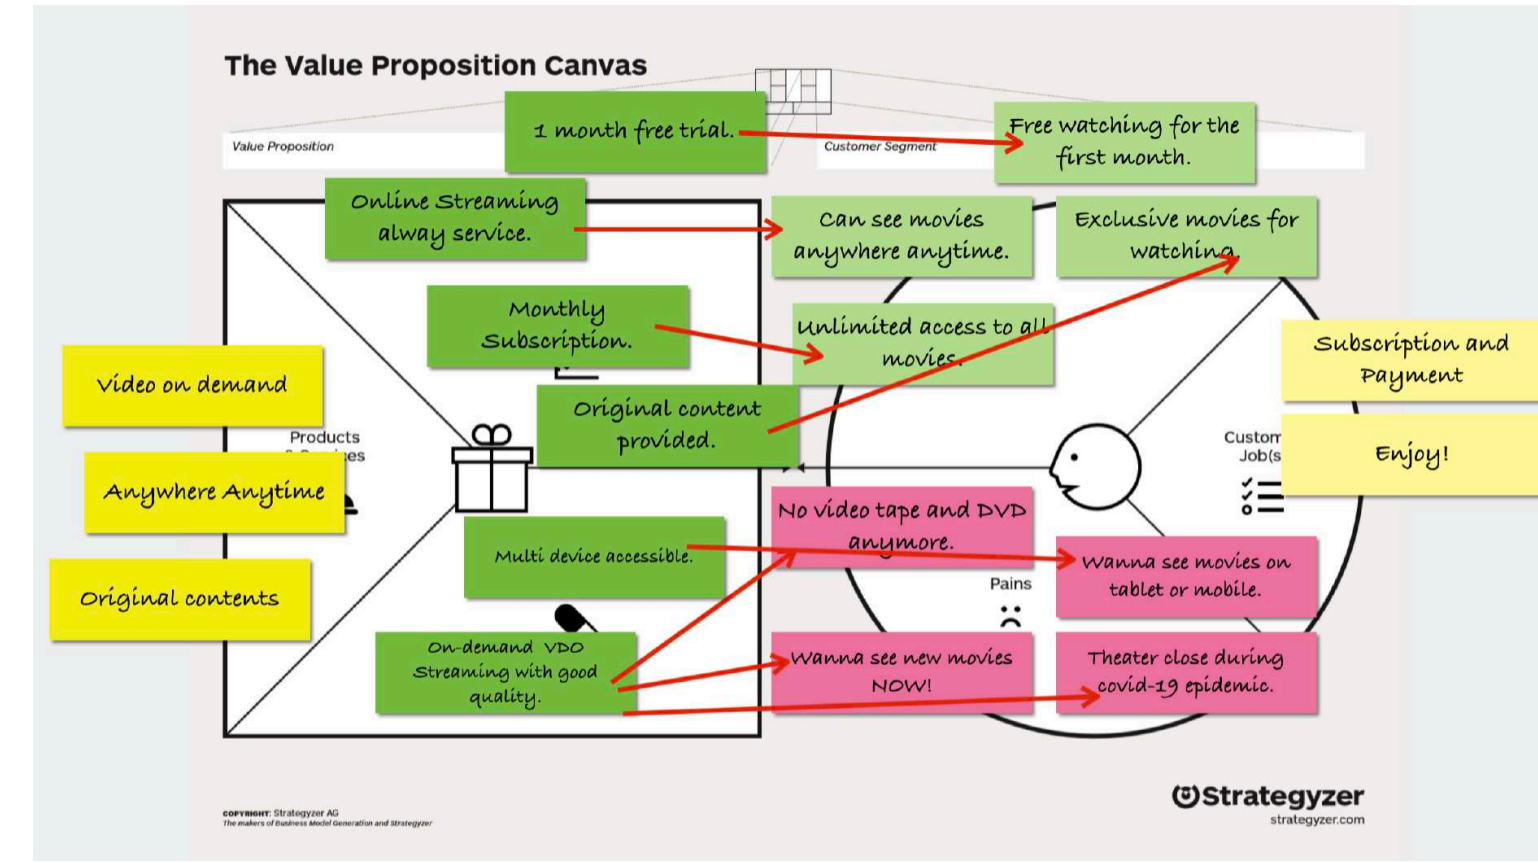 The Value Proposition Canvas
1 month free trial.
Free watching for the
first month.
Value Proposition
Customer Segment
Online Streaming
alway service.
Can see movies
anywhere anytime.
Exclusive movies for
watching.
Monthly
Subscription.
Unlimited access to all
movies.
Subscription and
Payment
Video on demand
Original content
provided.
Products
Custom
Job(s
Enjoy!
Anywhere Anytime
No video tape and DVD
anymore.
Multi device accessible.
Wanna see movies on
tablet or mobile.
Pains
Original contents
On-demand VDO
Streaming with good
quality.
Wanna see new movies
NOW!
Theater close during
covid-19 epidemic.
Strategyzer
strategyzer.com
COPYRIGHT: Strategyzer AG
The makers of Business Model Generation and Strategyzer